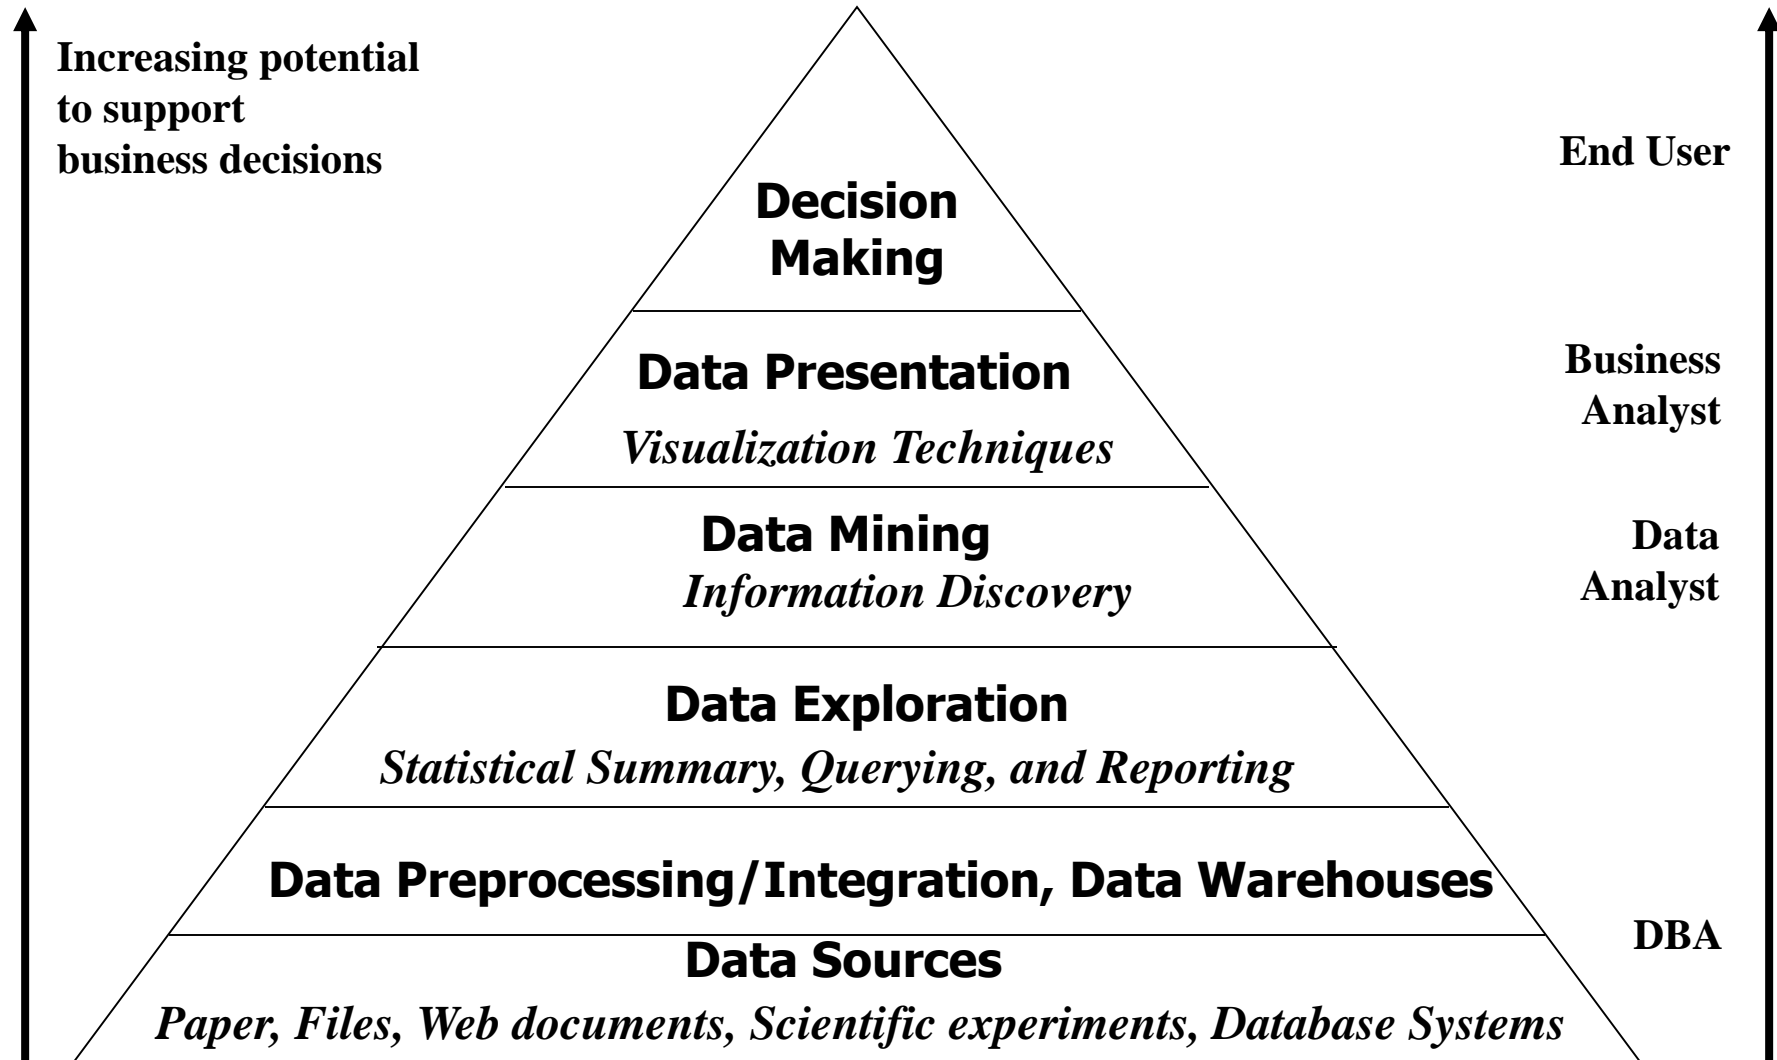 Increasing potential
to support
business decisions
End User
Decision
Making
Business
Analyst
Data Presentation
Visualization Techniques
Data Mining
Information Discovery
Data
Analyst
Data Exploration
Statistical Summary, Querying, and Reporting
Data Preprocessing/Integration, Data Warehouses
DBA
Data Sources
Paper, Files, Web documents, Scientific experiments, Database Systems